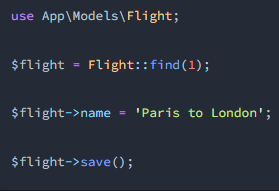 use App\Models\Flight;
$flight = Flight::find(1);
$flight->name = 'Paris to London';
$flight->save();